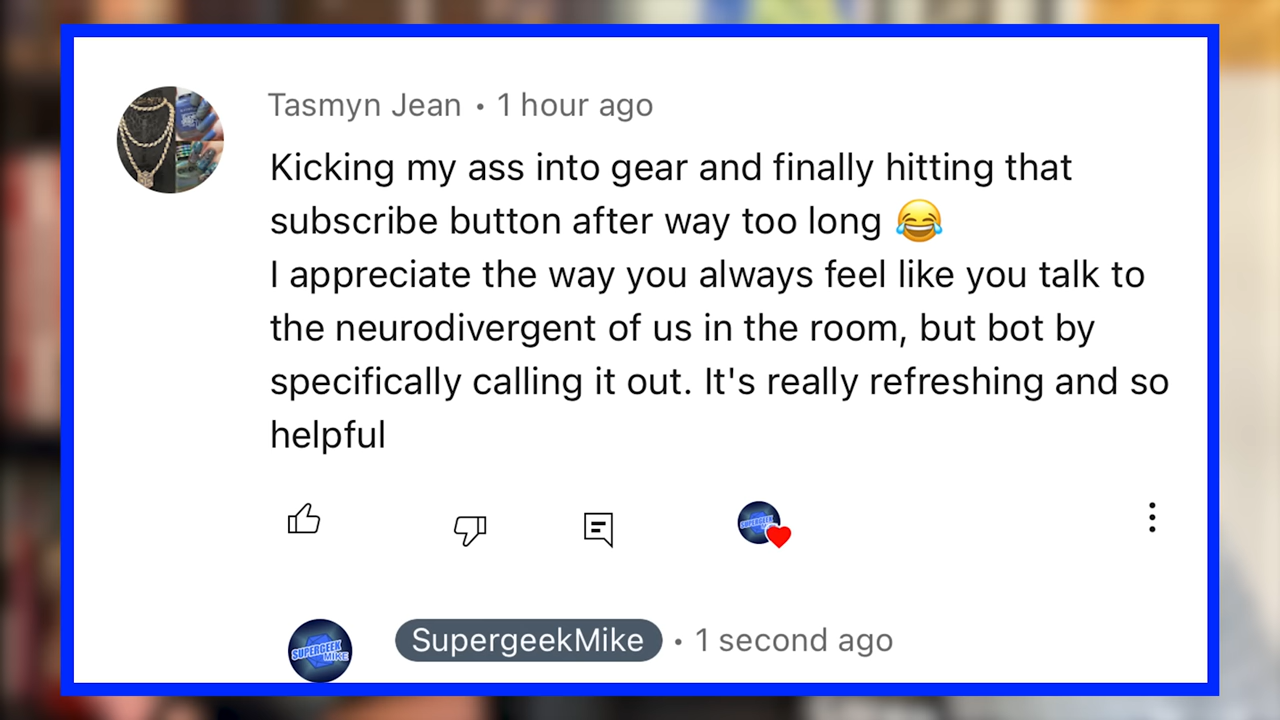 Tasmyn Jean • 1 hour ago
Kicking my ass into gear and finally hitting that
subscribe button after way too long 😂
I appreciate the way you always feel like you talk to
the neurodivergent of us in the room, but bot by
specifically calling it out. It's really refreshing and so
helpful
SUPERGEEK
SUPERGEEK
MIKE
SupergeekMike • 1 second ago